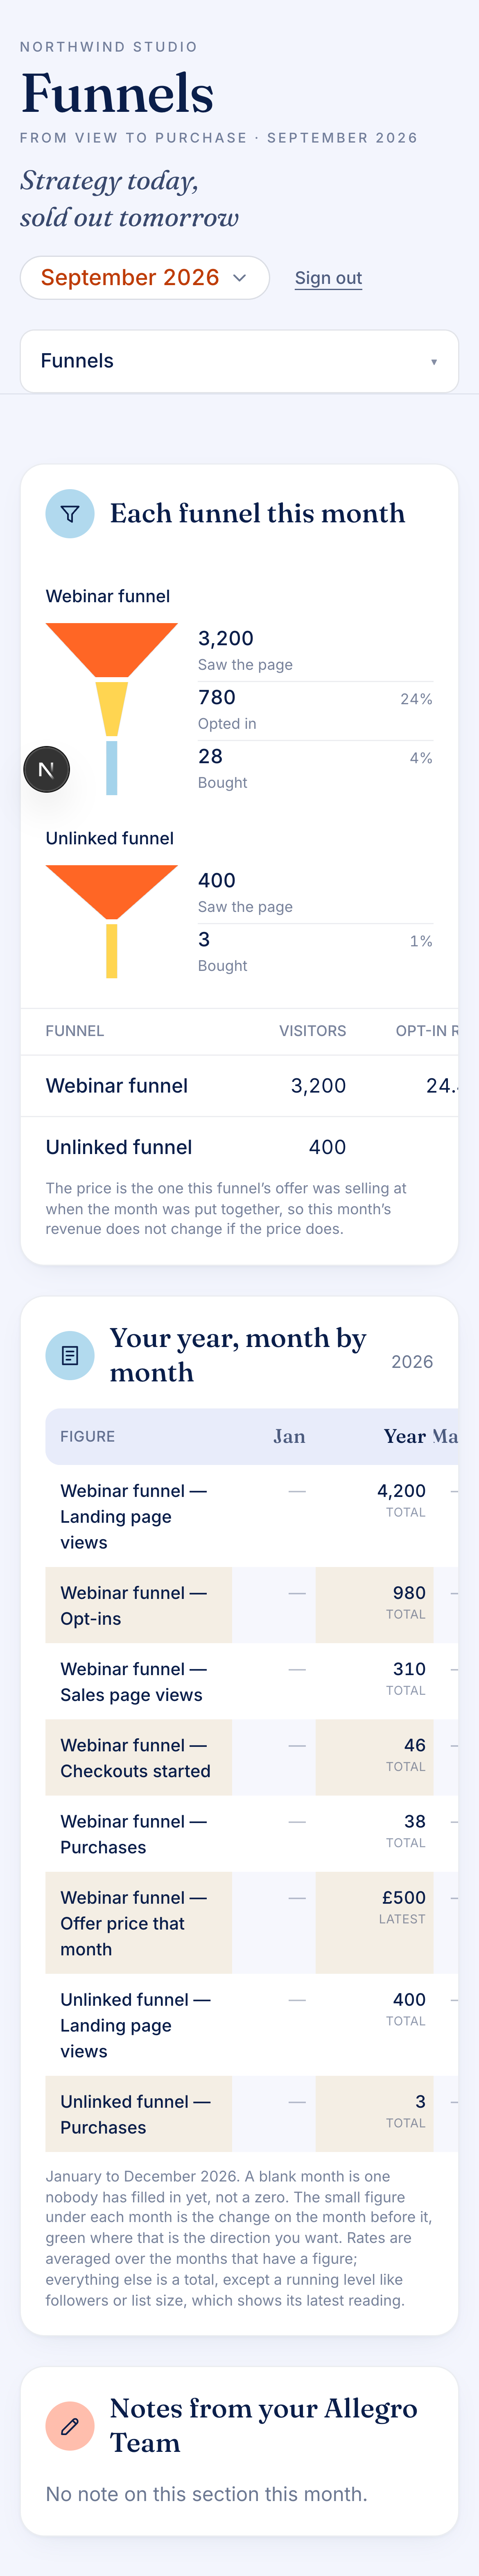 NORTHWIND STUDIO
Funnels
FROM VIEW TO PURCHASE · SEPTEMBER 2026
Strategy today,
sold out tomorrow
September 2026
Sign out
Funnels
Each funnel this month
Webinar funnel
3,200
Saw the page
780 24%
Opted in
28 4%
Bought
N
Unlinked funnel
400
Saw the page
3 1%
Bought
FUNNEL VISITORS OPT-IN R
Webinar funnel 3,200 24.
Unlinked funnel 400
The price is the one this funnel’s offer was selling at
when the month was put together, so this month’s
revenue does not change if the price does.
Your year, month by
month
2026
FIGURE Jan Year Ma
Webinar funnel — — 4,200 —
Landing page TOTAL
views
Webinar funnel — — 980 —
Opt-ins TOTAL
Webinar funnel — — 310 —
Sales page views TOTAL
Webinar funnel — — 46 —
Checkouts started TOTAL
Webinar funnel — — 38 —
Purchases TOTAL
Webinar funnel — — £500 —
Offer price that LATEST
month
Unlinked funnel — — 400 —
Landing page TOTAL
views
Unlinked funnel — — 3 —
Purchases TOTAL
January to December 2026. A blank month is one
nobody has filled in yet, not a zero. The small figure
under each month is the change on the month before it,
green where that is the direction you want. Rates are
averaged over the months that have a figure;
everything else is a total, except a running level like
followers or list size, which shows its latest reading.
Notes from your Allegro
Team
No note on this section this month.